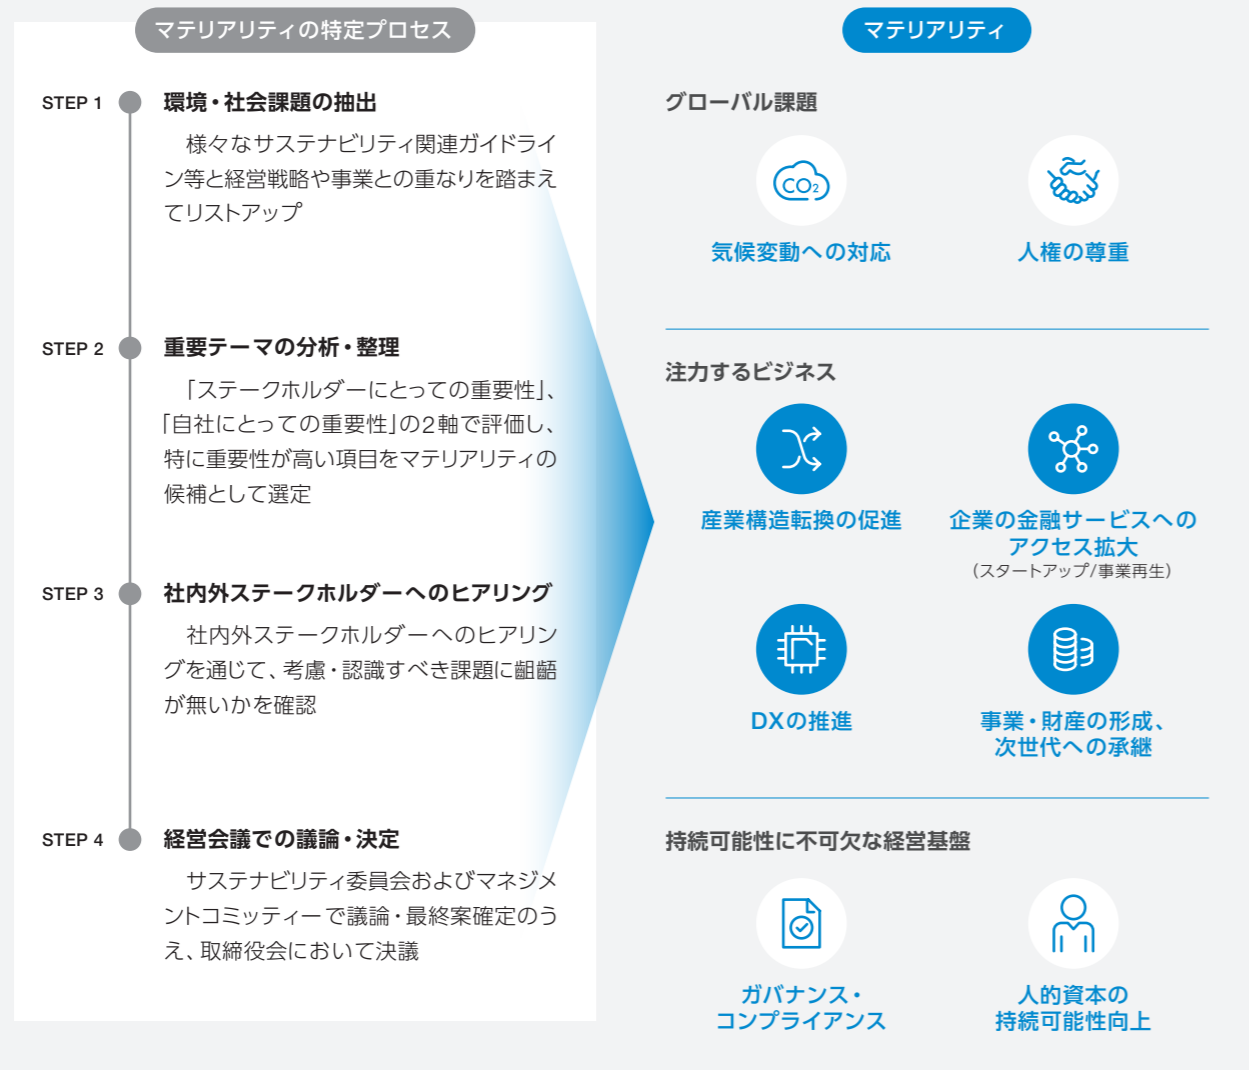 マテリアリティの特定プロセス
STEP 1
環境・社会課題の抽出
様々なサステナビリティ関連ガイドライ
ン等と経営戦略や事業との重なりを踏まえ
てリストアップ
STEP 2
重要テーマの分析・整理
「ステークホルダーにとっての重要性」、
「自社にとっての重要性」の2軸で評価し、
特に重要性が高い項目をマテリアリティの
候補として選定
STEP 3
社内外ステークホルダーへのヒアリング
社内外ステークホルダーへのヒアリン
グを通じて、考慮・認識すべき課題に齟齬
が無いかを確認
STEP 4
経営会議での議論・決定
サステナビリティ委員会およびマネジメ
ントコミッティーで議論・最終案確定のう
え、取締役会において決議
マテリアリティ
グローバル課題
CO₂
気候変動への対応
人権の尊重
注力するビジネス
産業構造転換の促進
企業の金融サービスへの
アクセス拡大
（スタートアップ/事業再生）
DXの推進
事業・財産の形成、
次世代への承継
持続可能性に不可欠な経営基盤
ガバナンス・
コンプライアンス
人的資本の
持続可能性向上